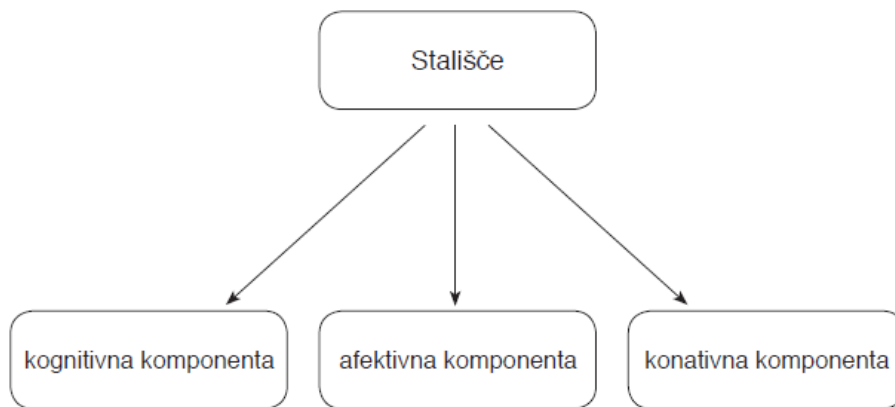 Stališče
kognitivna komponenta
afektivna komponenta
konativna komponenta